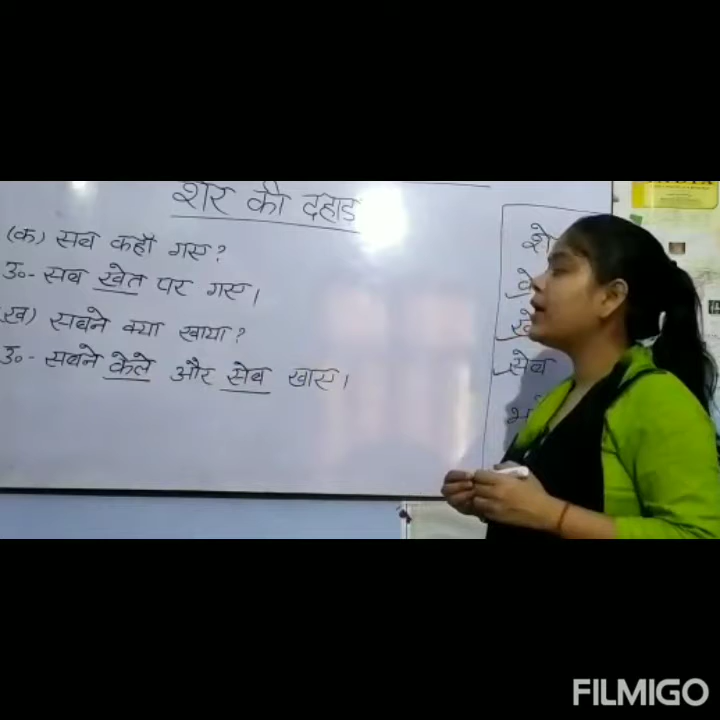 शेर की दहाड़
(क) सब कहाँ गए?
उ०- सब खेत पर गए।
(ख) सबने क्या खाया?
उ०- सबने केले और सेब खाए।
शे
के
खे
सेब
FILMIGO